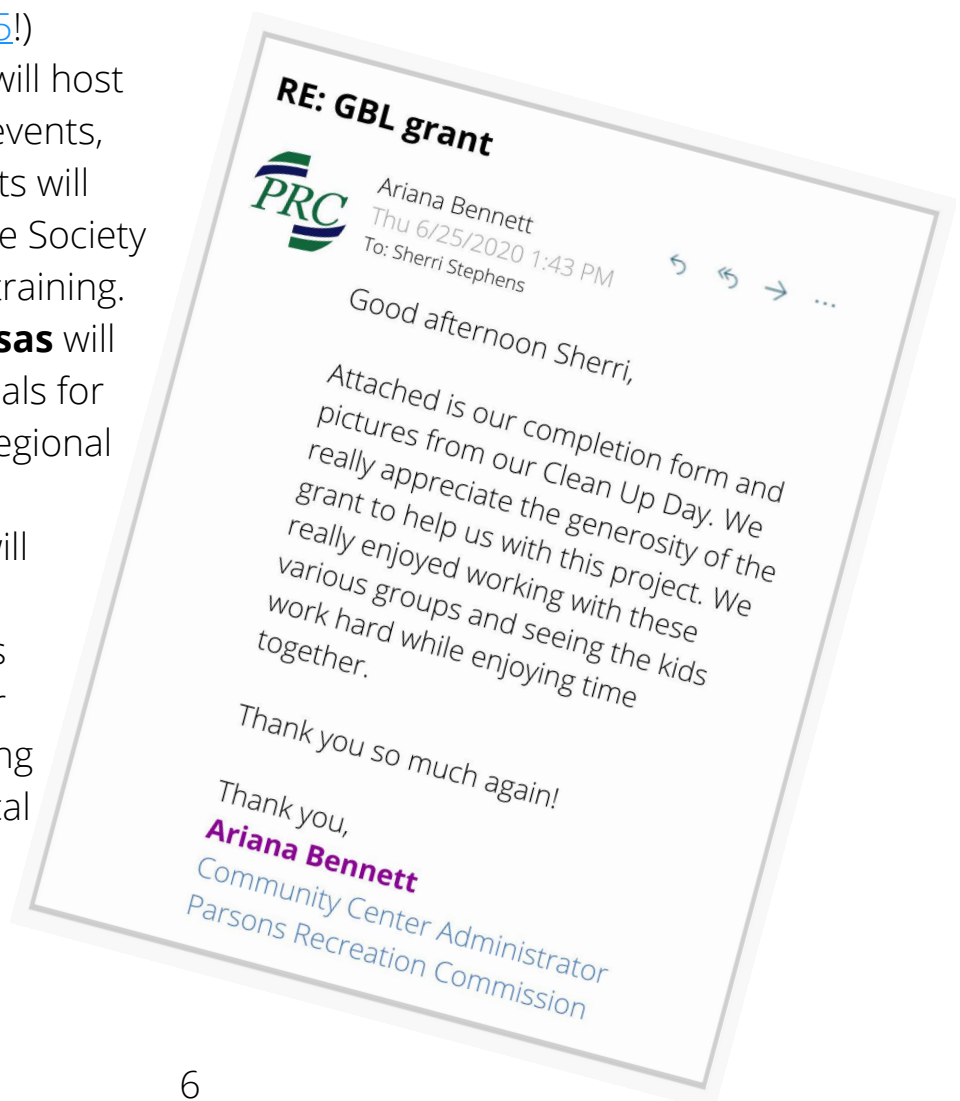 5!)
will host
events,
ts will
e Society
training.
sas will
als for
egional
ill
s
r
ng
tal
RE: GBL grant
PRC
Ariana Bennett
Thu 6/25/2020 1:43 PM
To: Sherri Stephens
Good afternoon Sherri,
Attached is our completion form and
pictures from our Clean Up Day. We
really appreciate the generosity of the
grant to help us with this project. We
really enjoyed working with these
various groups and seeing the kids
work hard while enjoying time
together.
Thank you so much again!
Thank you,
Ariana Bennett
Community Center Administrator
Parsons Recreation Commission
6